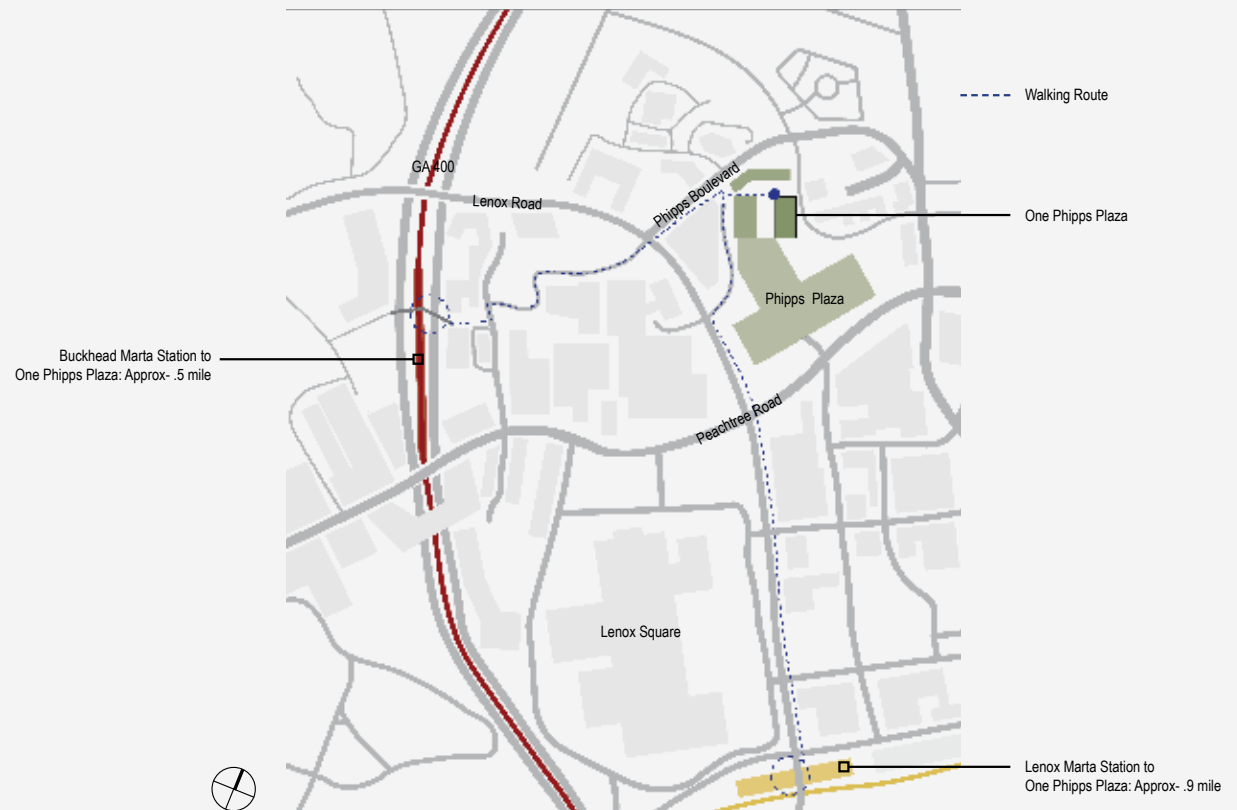 Walking Route
GA 400
Lenox Road
Phipps Boulevard
One Phipps Plaza
Phipps Plaza
Buckhead Marta Station to
One Phipps Plaza: Approx- .5 mile
Peachtree Road
Lenox Square
Lenox Marta Station to
One Phipps Plaza: Approx- .9 mile